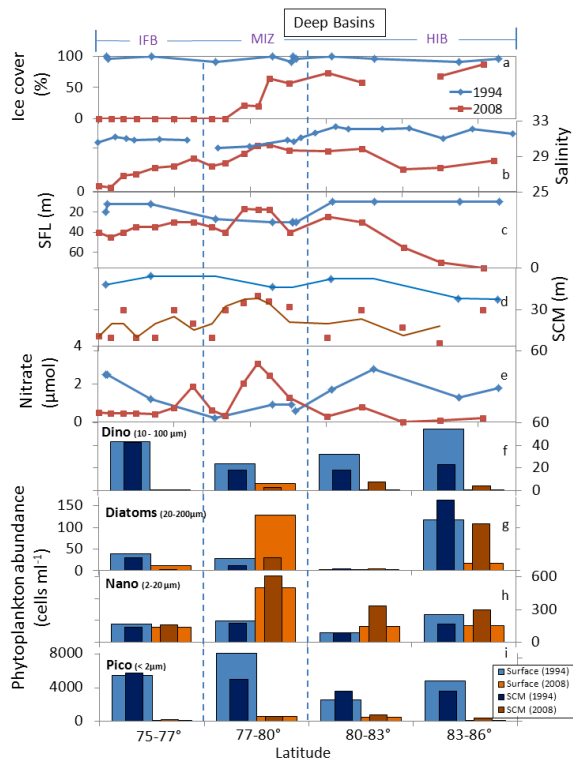 Deep Basins
IFB
MIZ
HIB
Ice cover
(%)
100
50
0
a
1994
2008
Salinity
33
29
25
b
SFL (m)
20
40
60
c
0
d
SCM (m)
30
60
Nitrate
(µmol)
4
2
0
e
60
Phytoplankton abundance
(cells ml-1)
Dino (10 - 100 µm)
f
40
20
0
Diatoms (20-200µm)
150
100
50
0
g
Nano (2-20 µm)
h
600
300
0
Pico (< 2µm)
i
8000
4000
0
Surface (1994)
Surface (2008)
SCM (1994)
SCM (2008)
75-77°
77-80°
80-83°
83-86°
Latitude